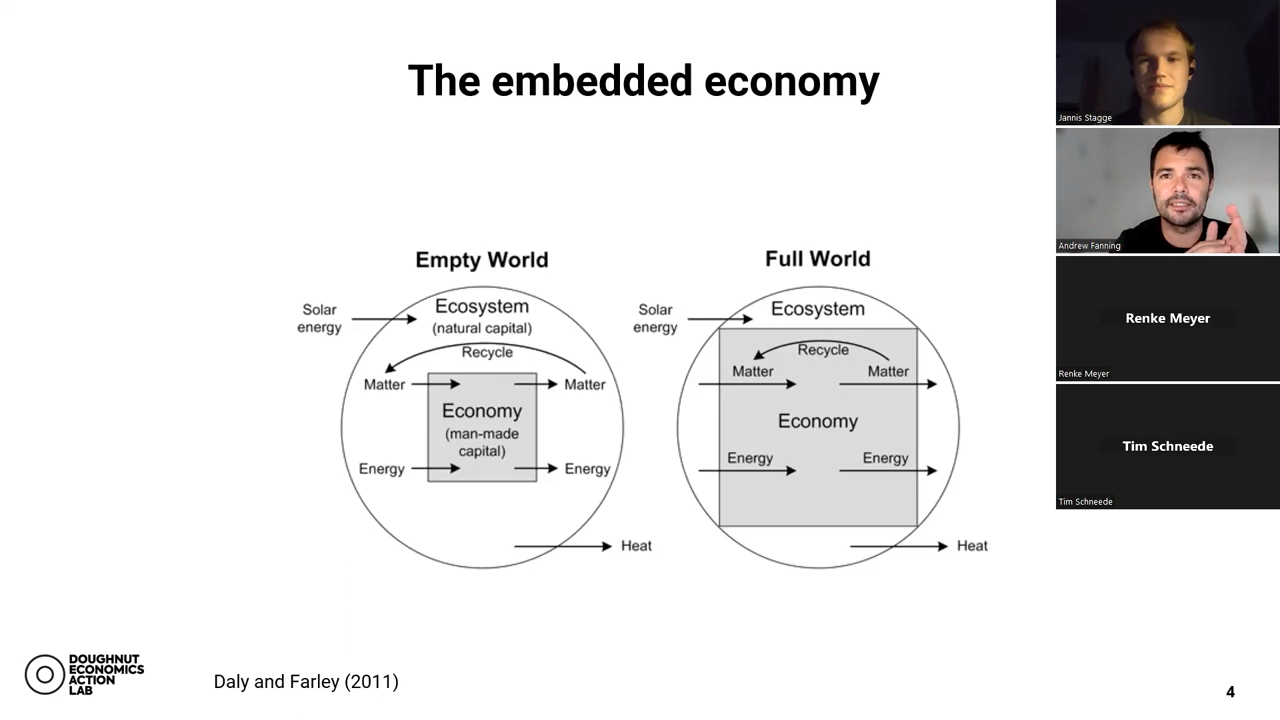 The embedded economy
Empty World
Solar
energy
Ecosystem
(natural capital)
Recycle
Matter
Matter
Economy
(man-made
capital)
Energy
Energy
Heat
Full World
Solar
energy
Ecosystem
Recycle
Matter
Matter
Economy
Energy
Energy
Heat
DOUGHNUT
ECONOMICS
ACTION
LAB
Daly and Farley (2011)
4
Jannis Stagge
Andrew Fanning
Renke Meyer
Renke Meyer
Tim Schneede
Tim Schneede